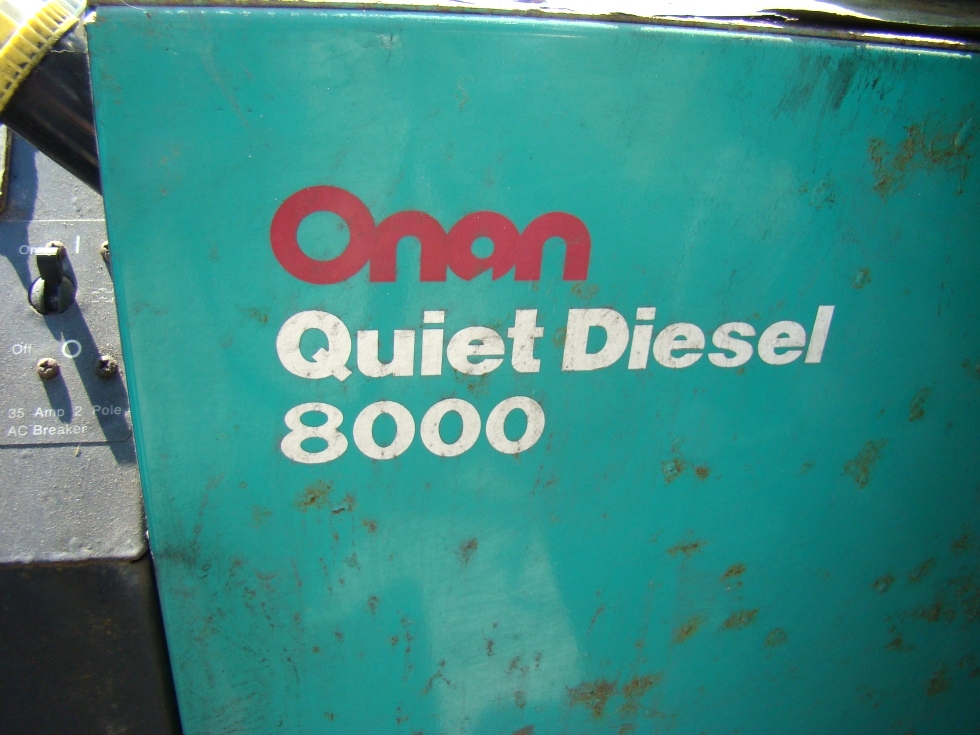 Onan
Quiet Diesel
8000
On I
Off O
35 Amp 2 Pole
AC Breaker